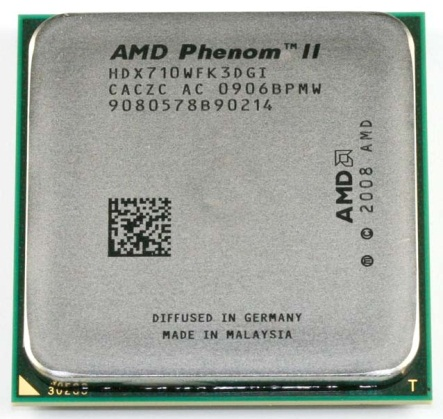 AMD Phenom™ II
HDX710WFK3DGI
CACZC AC 0906BPMW
9080578B90214
AMD
© 2008 AMD
DIFFUSED IN GERMANY
MADE IN MALAYSIA
T